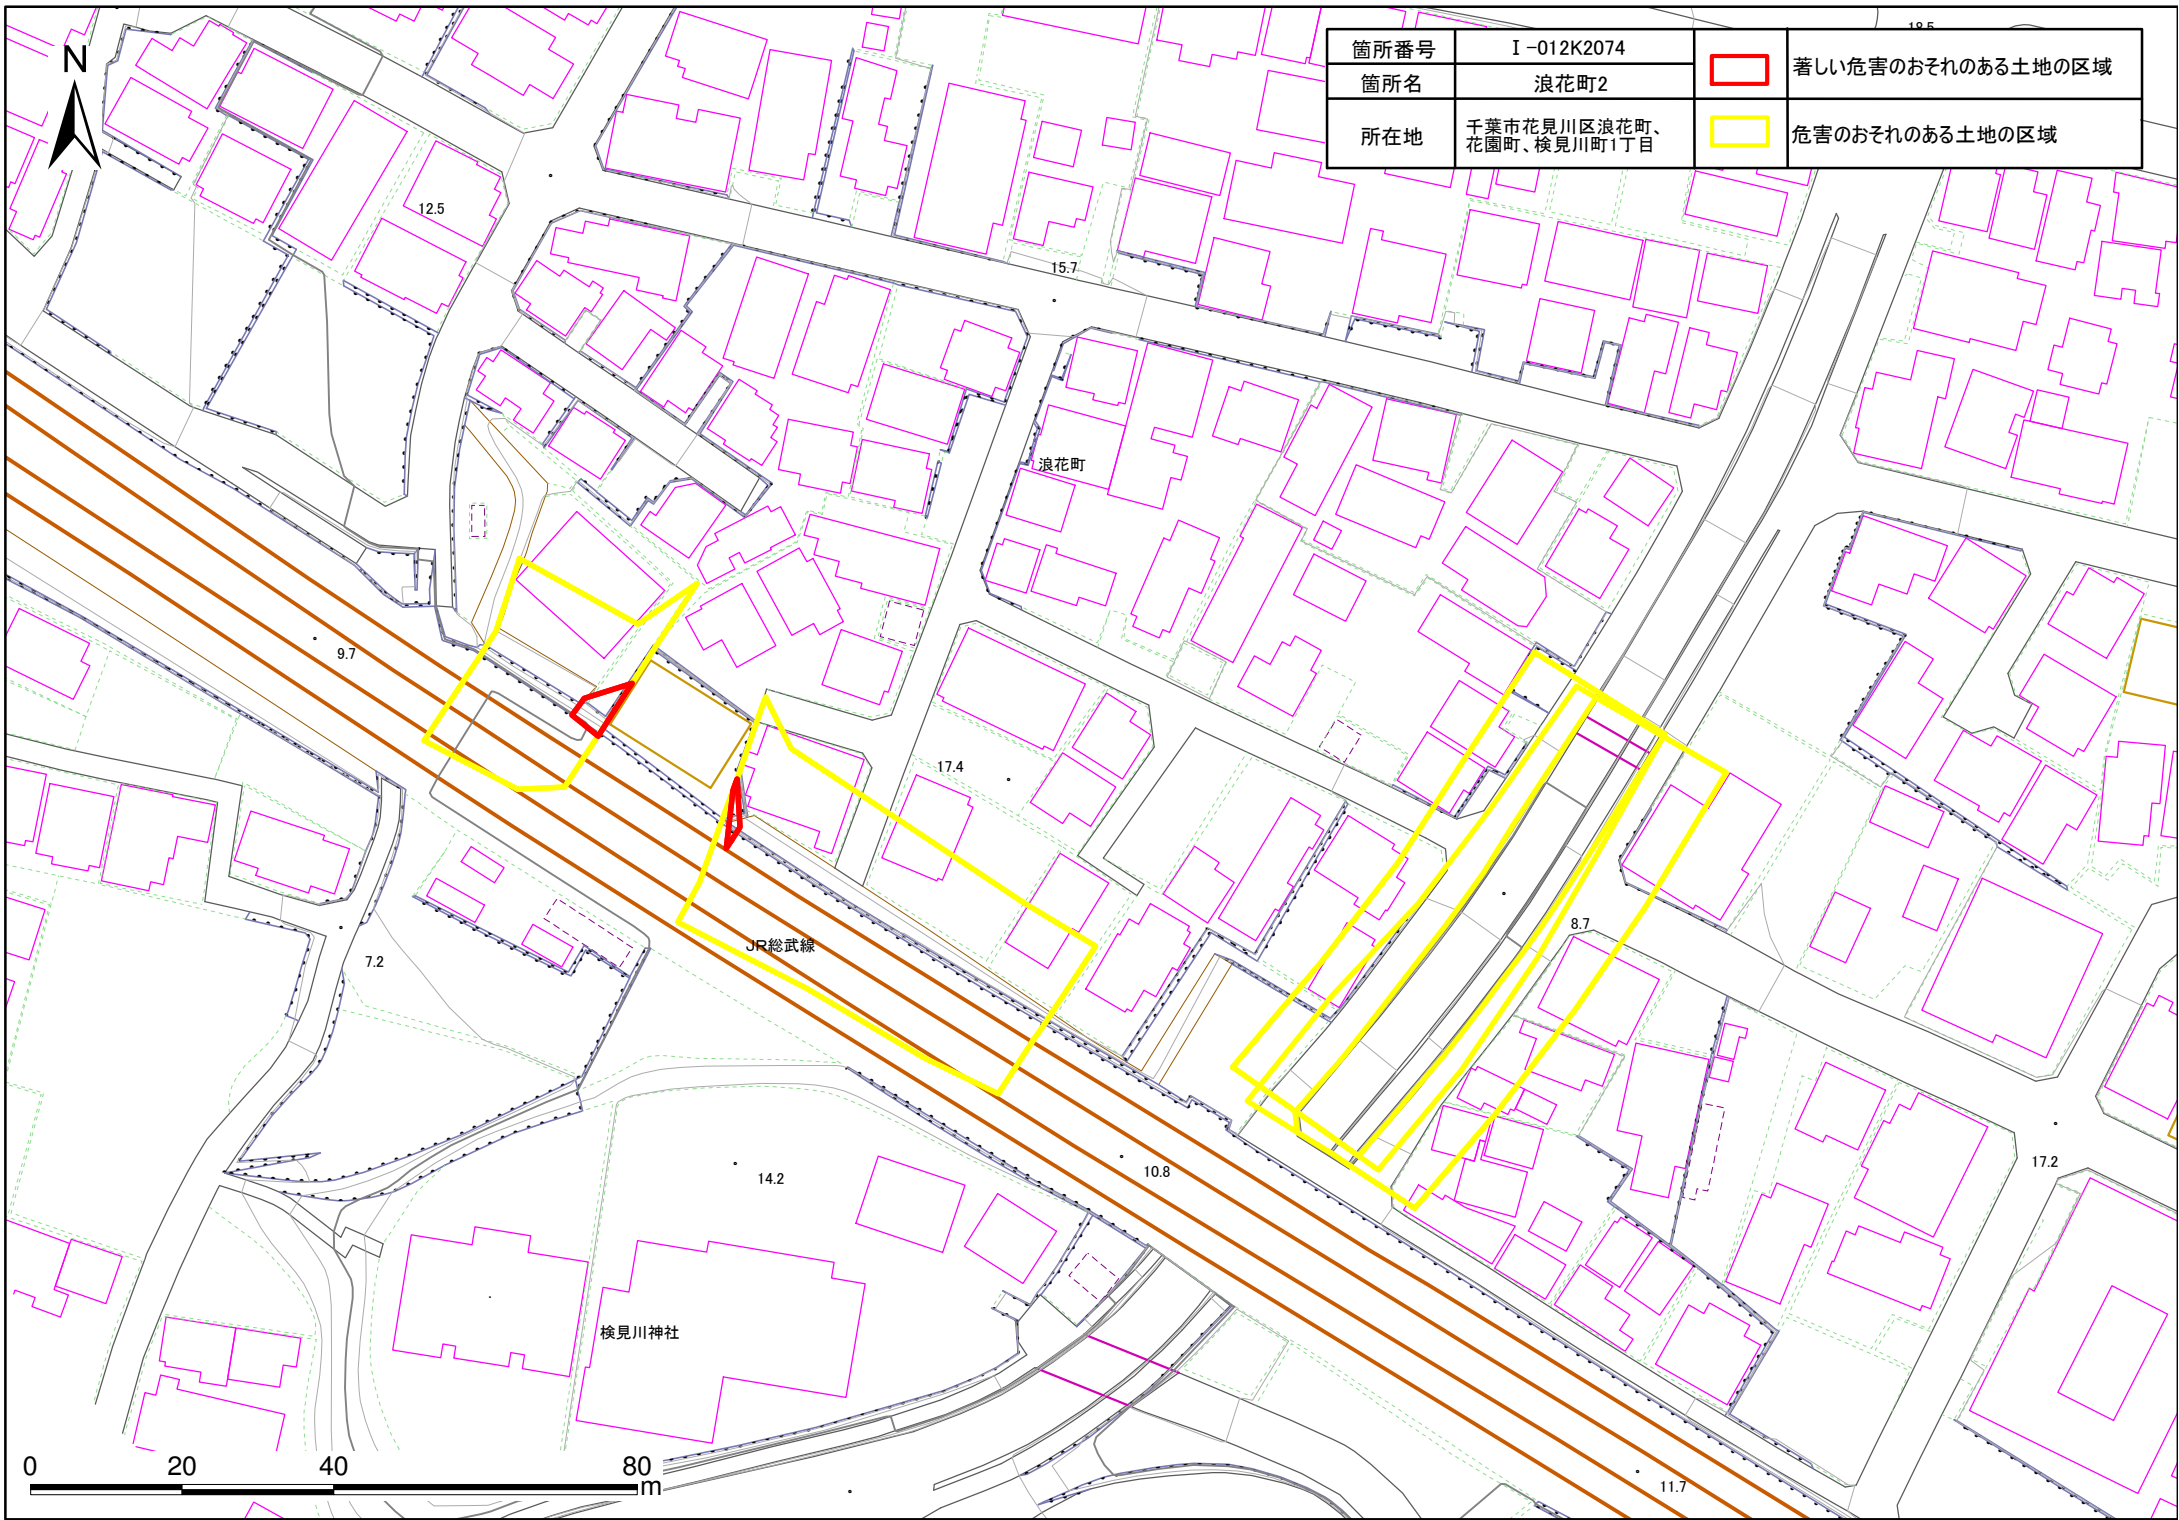 18.5
箇所番号 Ⅰ-012K2074
箇所名 浪花町2
所在地 千葉市花見川区浪花町、
花園町、検見川町1丁目
著しい危害のおそれのある土地の区域
危害のおそれのある土地の区域
N
12.5
15.7
浪花町
9.7
17.4
8.7
JR総武線
7.2
14.2
10.8
17.2
検見川神社
11.7
0 20 40 80
m